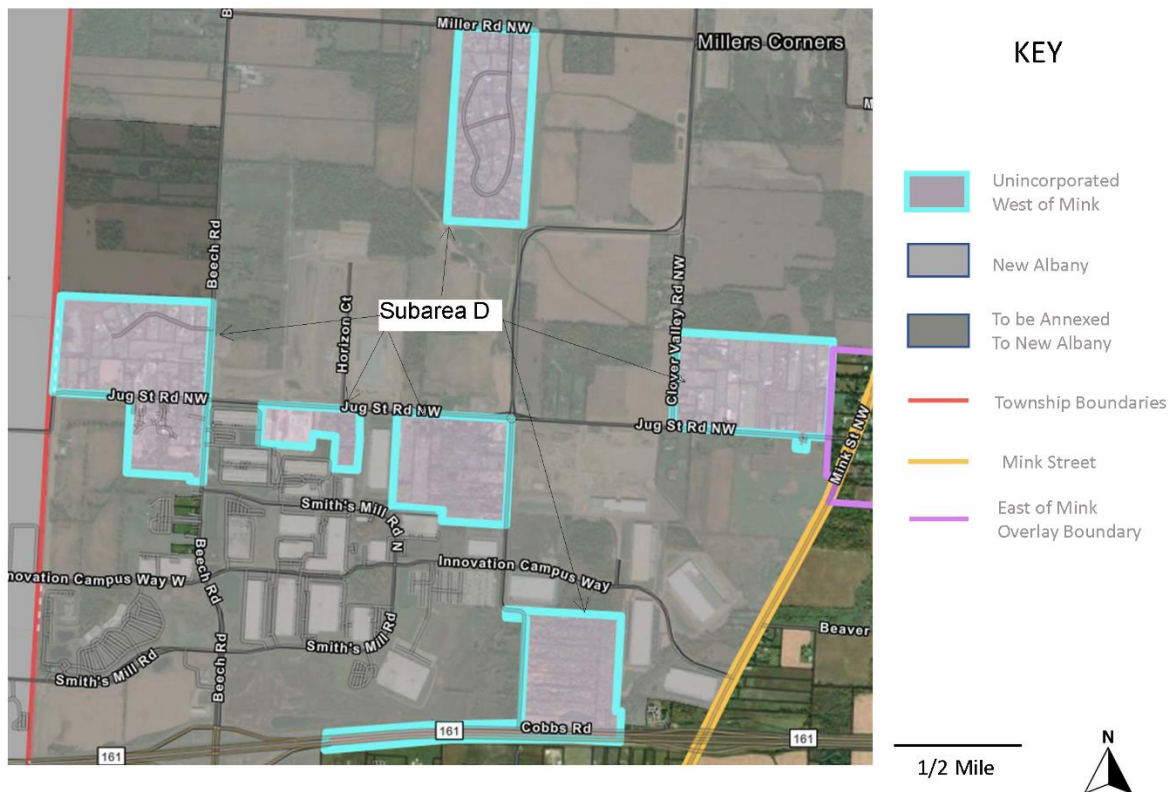 B
Miller Rd NW
Millers Corners
M
KEY
Unincorporated
West of Mink
New Albany
To be Annexed
To New Albany
Township Boundaries
Mink Street
East of Mink
Overlay Boundary
Beech Rd
Horizon Ct
Subarea D
Clover Valley Rd NW
Jug St Rd NW
Jug St Rd NW
Jug St Rd NW
Mink St NW
Smith's Mill Rd N
Innovation Campus Way
nnovation Campus Way W
Beech Rd
Beech Rd
Smith's Mill Rd
Smith's Mill Rd
Beaver
Cobbs Rd
161
161
161
1/2 Mile
N